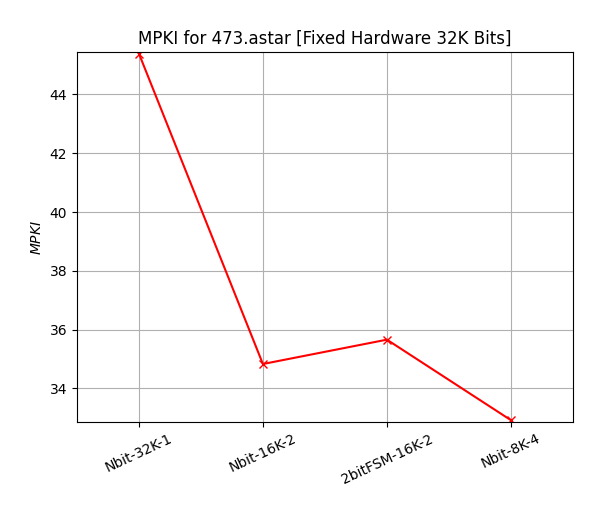 MPKI for 473.astar [Fixed Hardware 32K Bits]
44
42
40
38
36
34
MPKI
Nbit-32K-1
Nbit-16K-2
2bitFSM-16K-2
Nbit-8K-4